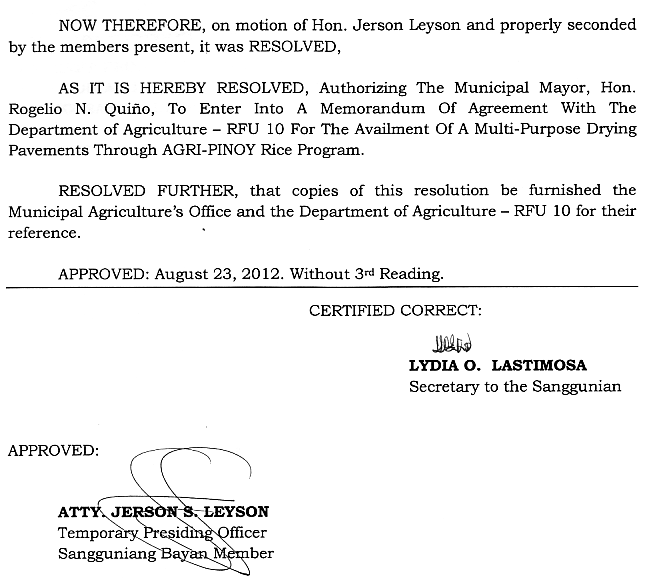 NOW THEREFORE, on motion of Hon. Jerson Leyson and properly seconded
by the members present, it was RESOLVED,
AS IT IS HEREBY RESOLVED, Authorizing The Municipal Mayor, Hon.
Rogelio N. Quiño, To Enter Into A Memorandum Of Agreement With The
Department of Agriculture – RFU 10 For The Availment Of A Multi-Purpose Drying
Pavements Through AGRI-PINOY Rice Program.
RESOLVED FURTHER, that copies of this resolution be furnished the
Municipal Agriculture's Office and the Department of Agriculture – RFU 10 for their
reference.
APPROVED: August 23, 2012. Without 3rd Reading.
CERTIFIED CORRECT:
LYDIA O. LASTIMOSA
Secretary to the Sanggunian
APPROVED:
ATTY. JERSON S. LEYSON
Temporary Presiding Officer
Sangguniang Bayan Member